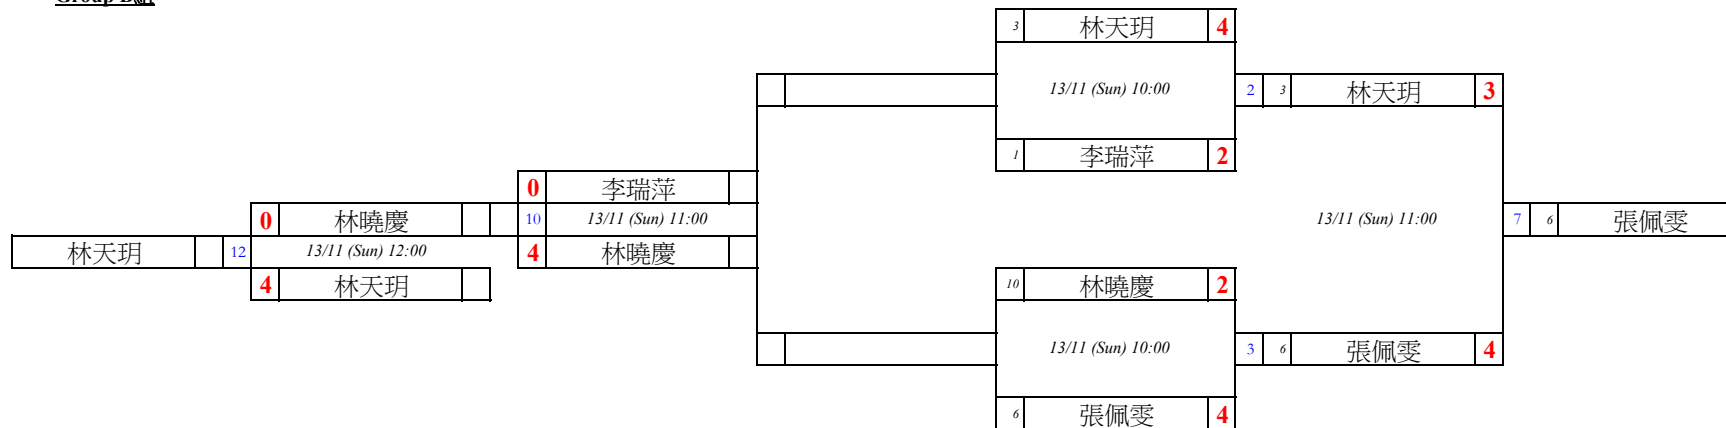 Group B組
3 林天玥 4
13/11 (Sun) 10:00
2 3 林天玥 3
1 李瑞萍 2
0 李瑞萍
0 林曉慶
10 13/11 (Sun) 11:00
13/11 (Sun) 11:00
7 6 張佩雯
林天玥
12 13/11 (Sun) 12:00
4 林曉慶
4 林天玥
10 林曉慶 2
13/11 (Sun) 10:00
3 6 張佩雯 4
6 張佩雯 4